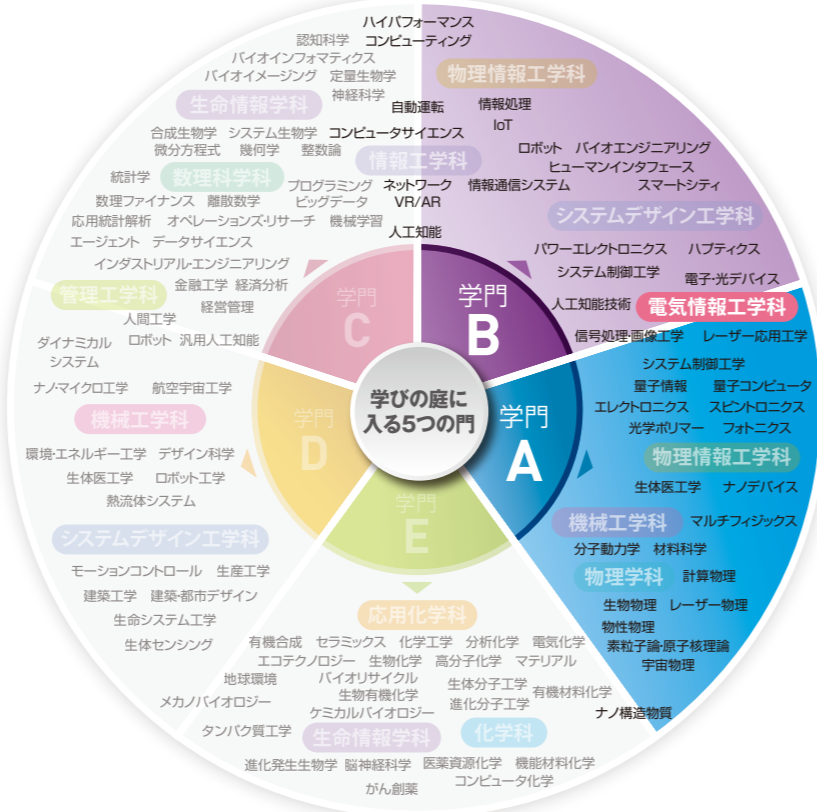 ハイパフォーマンス
認知科学 コンピューティング
バイオインフォマティクス
バイオイメージング 定量生物学
神経科学
生命情報学科
物理情報工学科
自動運転 情報処理
IoT
合成生物学 システム生物学 コンピュータサイエンス
微分方程式 幾何学 整数論
ロボット バイオエンジニアリング
情報工学科
ヒューマンインタフェース
統計学 数理科学科
プログラミング ネットワーク 情報通信システム スマートシティ
数理ファイナンス 離散数学 ビッグデータ VR/AR
応用統計解析 オペレーションズ・リサーチ 機械学習
システムデザイン工学科
人工知能
エージェント データサイエンス
パワーエレクトロニクス ハプティクス
インダストリアル・エンジニアリング
システム制御工学 電子・光デバイス
管理工学科 金融工学 経済分析
経営管理
学門 C
学門 B
人工知能技術 電気情報工学科
人間工学
ダイナミカル
システム
ロボット 汎用人工知能
信号処理・画像工学 レーザー応用工学
システム制御工学
ナノ・マイクロ工学 航空宇宙工学
量子情報 量子コンピュータ
学びの庭に
入る5つの門
エレクトロニクス スピントロニクス
機械工学科
学門 D
学門 A
光学ポリマー フォトニクス
環境・エネルギー工学 デザイン科学
物理情報工学科
生体医工学 ロボット工学
生体医工学 ナノデバイス
熱流体システム
学門 E
機械工学科 マルチフィジックス
システムデザイン工学科
分子動力学 材料科学
モーションコントロール 生産工学
物理学科 計算物理
建築工学 建築・都市デザイン
生物物理 レーザー物理
生命システム工学
応用化学科
物性物理
生体センシング
素粒子論・原子核理論
宇宙物理
有機合成 セラミックス 化学工学 分析化学 電気化学
エコテクノロジー 生物化学 高分子化学 マテリアル
地球環境 バイオリサイクル 生体分子工学
生物有機化学 有機材料化学
メカノバイオロジー ケミカルバイオロジー 進化分子工学
ナノ構造物質
タンパク質工学 生命情報学科 化学科
進化発生生物学 脳神経科学 医薬資源化学 機能材料化学
がん創薬 コンピュータ化学